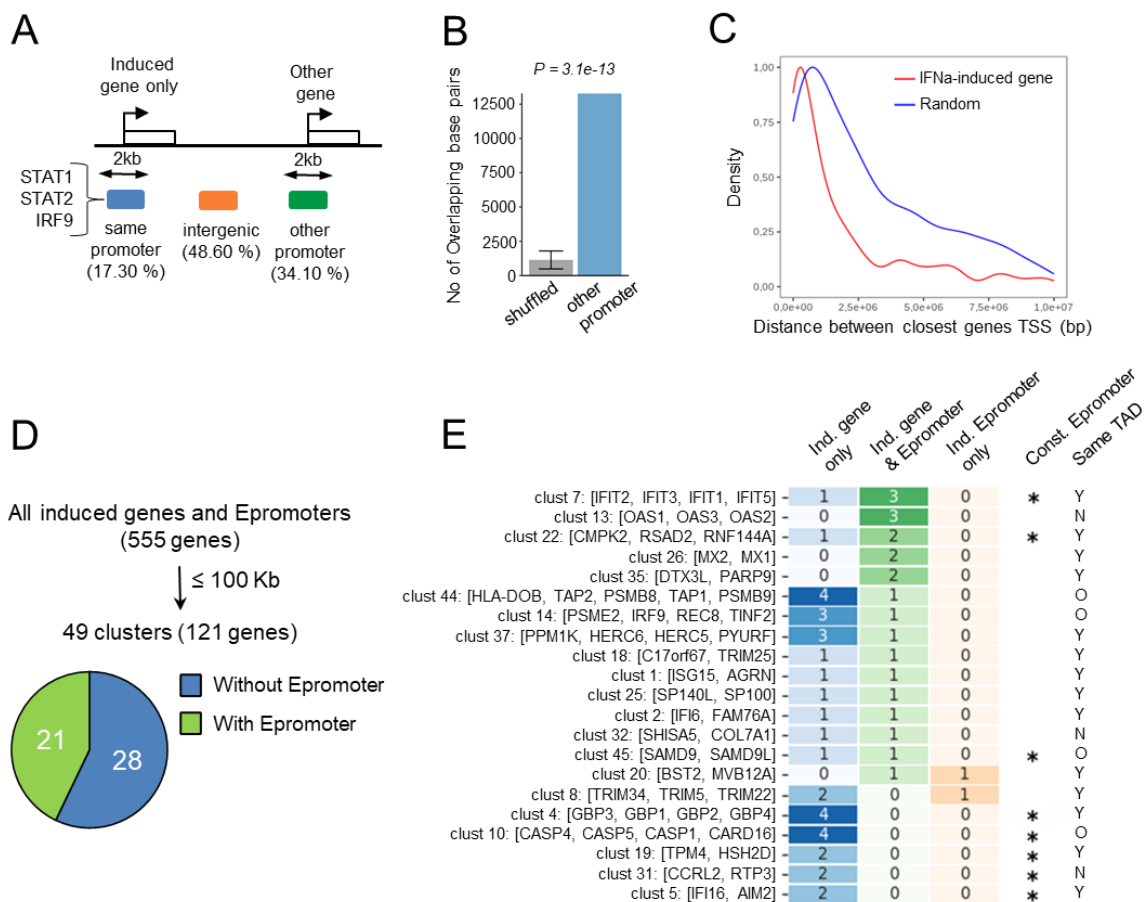 A
Induced
gene only
Other
gene
2kb
2kb
STAT1
STAT2
IRF9
same
promoter
(17.30 %)
intergenic
(48.60 %)
other
promoter
(34.10 %)
B
P = 3.1e-13
No of Overlapping base pairs
12500
10000
7500
5000
2500
0
shuffled
other
promoter
C
IFNa-induced gene
Random
Density
1,00
0,75
0,50
0,25
0,00
0,0e+00
2,5e+06
5,0e+06
7,5e+06
1,0e+07
Distance between closest genes TSS (bp)
D
All induced genes and Epromoters
(555 genes)
≤ 100 Kb
49 clusters (121 genes)
Without Epromoter
With Epromoter
21
28
E
Ind. gene
only
Ind. gene
& Epromoter
Ind. Epromoter
only
Const. Epromoter
Same TAD
clust 7: [IFIT2, IFIT3, IFIT1, IFIT5] 1 3 0 * Y
clust 13: [OAS1, OAS3, OAS2] 0 3 0 N
clust 22: [CMPK2, RSAD2, RNF144A] 1 2 0 * Y
clust 26: [MX2, MX1] 0 2 0 Y
clust 35: [DTX3L, PARP9] 0 2 0 Y
clust 44: [HLA-DOB, TAP2, PSMB8, TAP1, PSMB9] 4 1 0 O
clust 14: [PSME2, IRF9, REC8, TINF2] 3 1 0 O
clust 37: [PPM1K, HERC6, HERC5, PYURF] 3 1 0 Y
clust 18: [C17orf67, TRIM25] 1 1 0 Y
clust 1: [ISG15, AGRN] 1 1 0 Y
clust 25: [SP140L, SP100] 1 1 0 Y
clust 2: [IFI6, FAM76A] 1 1 0 Y
clust 32: [SHISA5, COL7A1] 1 1 0 N
clust 45: [SAMD9, SAMD9L] 1 1 0 * O
clust 20: [BST2, MVB12A] 0 1 1 Y
clust 8: [TRIM34, TRIM5, TRIM22] 2 0 1 Y
clust 4: [GBP3, GBP1, GBP2, GBP4] 4 0 0 * Y
clust 10: [CASP4, CASP5, CASP1, CARD16] 4 0 0 * O
clust 19: [TPM4, HSH2D] 2 0 0 * Y
clust 31: [CCRL2, RTP3] 2 0 0 * N
clust 5: [IFI16, AIM2] 2 0 0 * Y